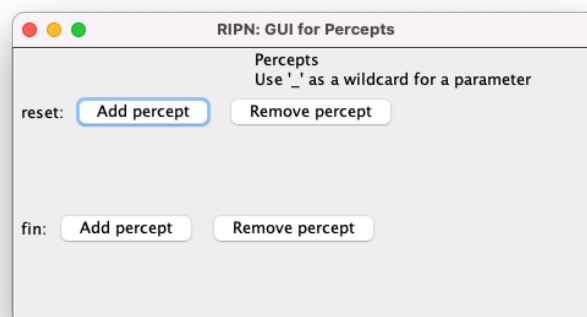 RIPN: GUI for Percepts
Percepts
Use '_' as a wildcard for a parameter
reset: Add percept Remove percept
fin: Add percept Remove percept